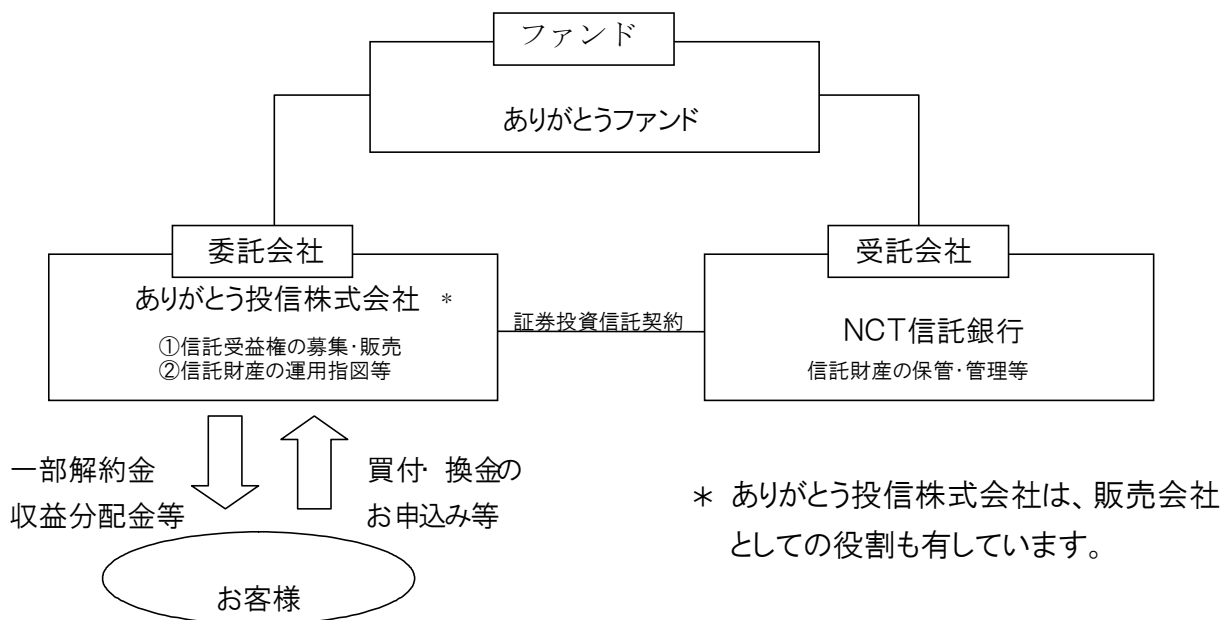 ファンド
ありがとうファンド
委託会社
ありがとう投信株式会社 *
①信託受益権の募集・販売
②信託財産の運用指図等
証券投資信託契約
受託会社
NCT信託銀行
信託財産の保管・管理等
一部解約金
収益分配金等
買付・換金の
お申込み等
お客様
* ありがとう投信株式会社は、販売会社
としての役割も有しています。